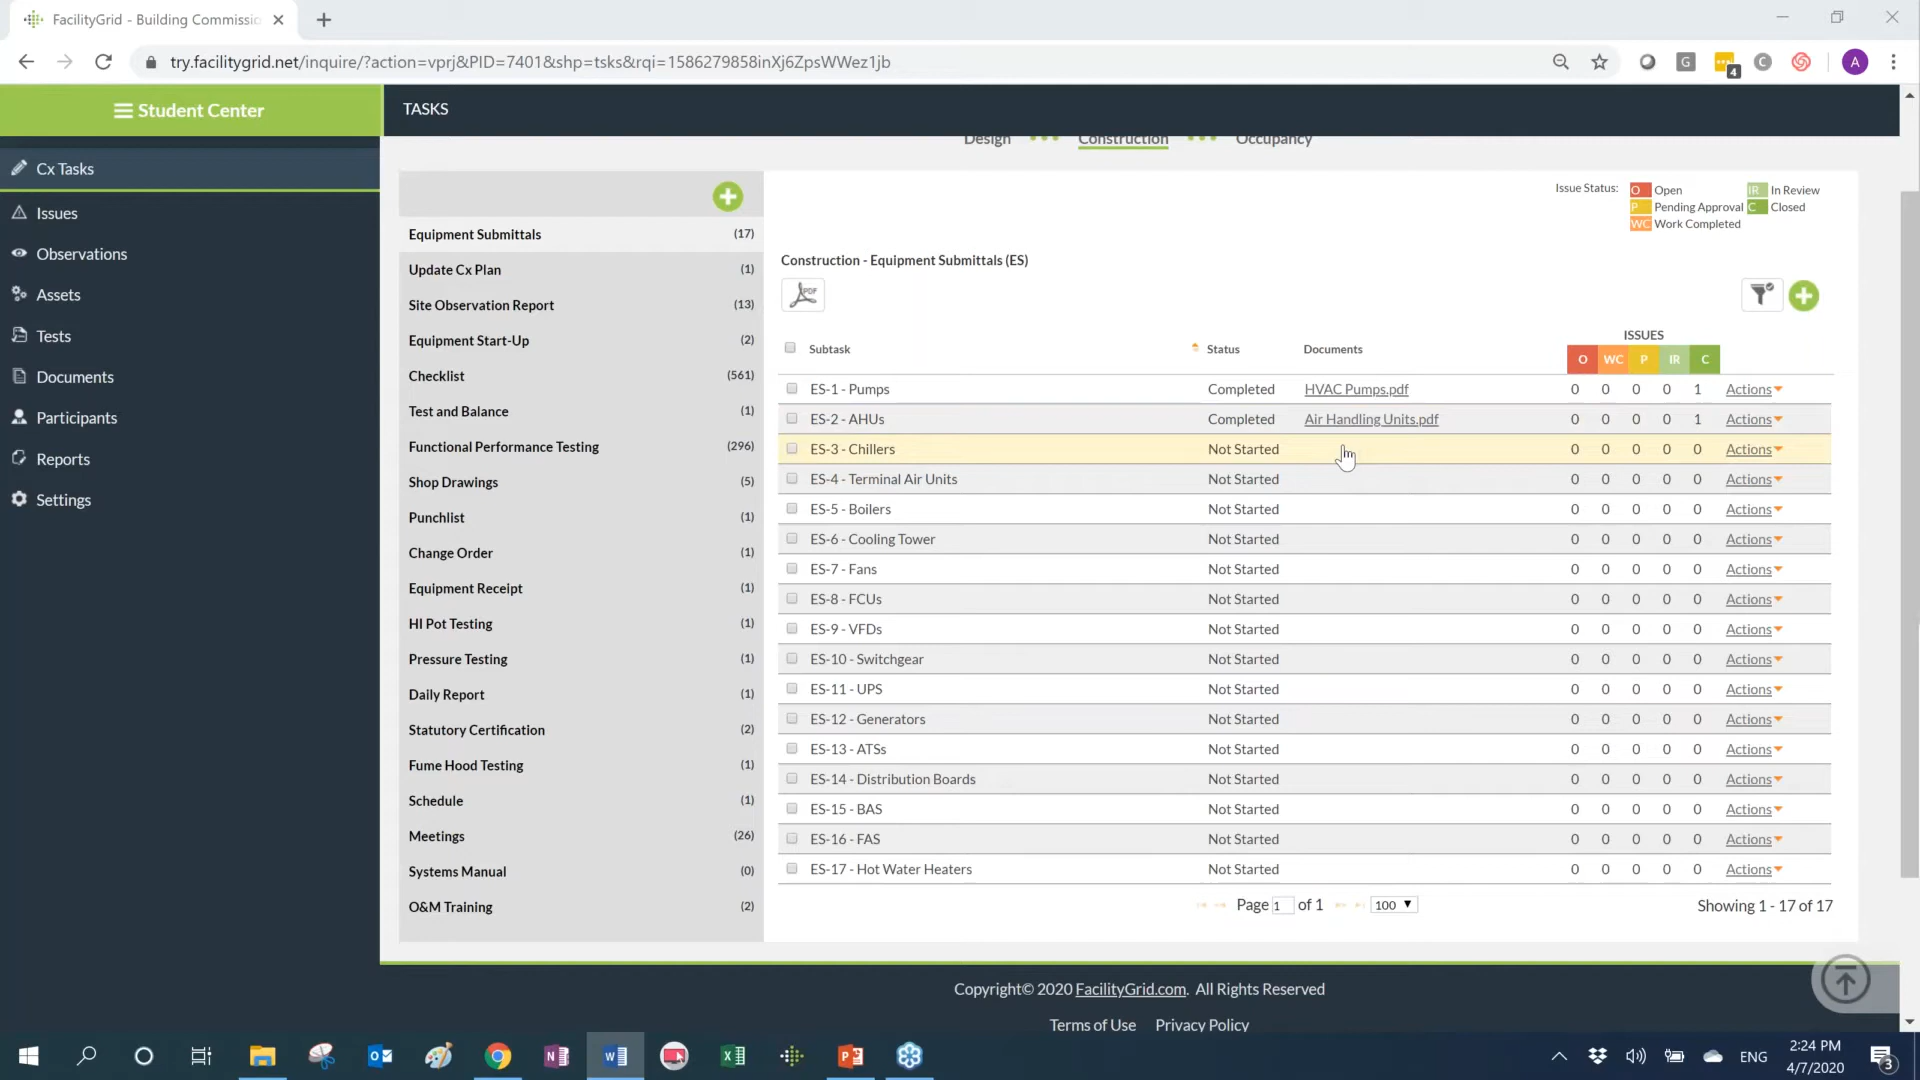 FacilityGrid - Building Commissio
try.facilitygrid.net/inquire/?action=vprj&PID=7401&shp=tsks&rqi=1586279858inXj6ZpsWWez1jb
G
4
C
A
Student Center
TASKS
Design
Construction
Occupancy
Cx Tasks
Issues
Observations
Assets
Tests
Documents
Participants
Reports
Settings
Equipment Submittals (17)
Update Cx Plan (1)
Site Observation Report (13)
Equipment Start-Up (2)
Checklist (561)
Test and Balance (1)
Functional Performance Testing (296)
Shop Drawings (5)
Punchlist (1)
Change Order (1)
Equipment Receipt (1)
HI Pot Testing (1)
Pressure Testing (1)
Daily Report (1)
Statutory Certification (2)
Fume Hood Testing (1)
Schedule (1)
Meetings (26)
Systems Manual (0)
O&M Training (2)
Issue Status: O Open IR In Review
P Pending Approval C Closed
WC Work Completed
Construction - Equipment Submittals (ES)
PDF
ISSUES
Subtask Status Documents O WC P IR C
ES-1 - Pumps Completed HVAC Pumps.pdf 0 0 0 0 1 Actions
ES-2 - AHUs Completed Air Handling Units.pdf 0 0 0 0 1 Actions
ES-3 - Chillers Not Started 0 0 0 0 0 Actions
ES-4 - Terminal Air Units Not Started 0 0 0 0 0 Actions
ES-5 - Boilers Not Started 0 0 0 0 0 Actions
ES-6 - Cooling Tower Not Started 0 0 0 0 0 Actions
ES-7 - Fans Not Started 0 0 0 0 0 Actions
ES-8 - FCUs Not Started 0 0 0 0 0 Actions
ES-9 - VFDs Not Started 0 0 0 0 0 Actions
ES-10 - Switchgear Not Started 0 0 0 0 0 Actions
ES-11 - UPS Not Started 0 0 0 0 0 Actions
ES-12 - Generators Not Started 0 0 0 0 0 Actions
ES-13 - ATSs Not Started 0 0 0 0 0 Actions
ES-14 - Distribution Boards Not Started 0 0 0 0 0 Actions
ES-15 - BAS Not Started 0 0 0 0 0 Actions
ES-16 - FAS Not Started 0 0 0 0 0 Actions
ES-17 - Hot Water Heaters Not Started 0 0 0 0 0 Actions
Page 1 of 1 100 Showing 1 - 17 of 17
Copyright© 2020 FacilityGrid.com. All Rights Reserved
Terms of Use Privacy Policy
ENG
2:24 PM
4/7/2020
3